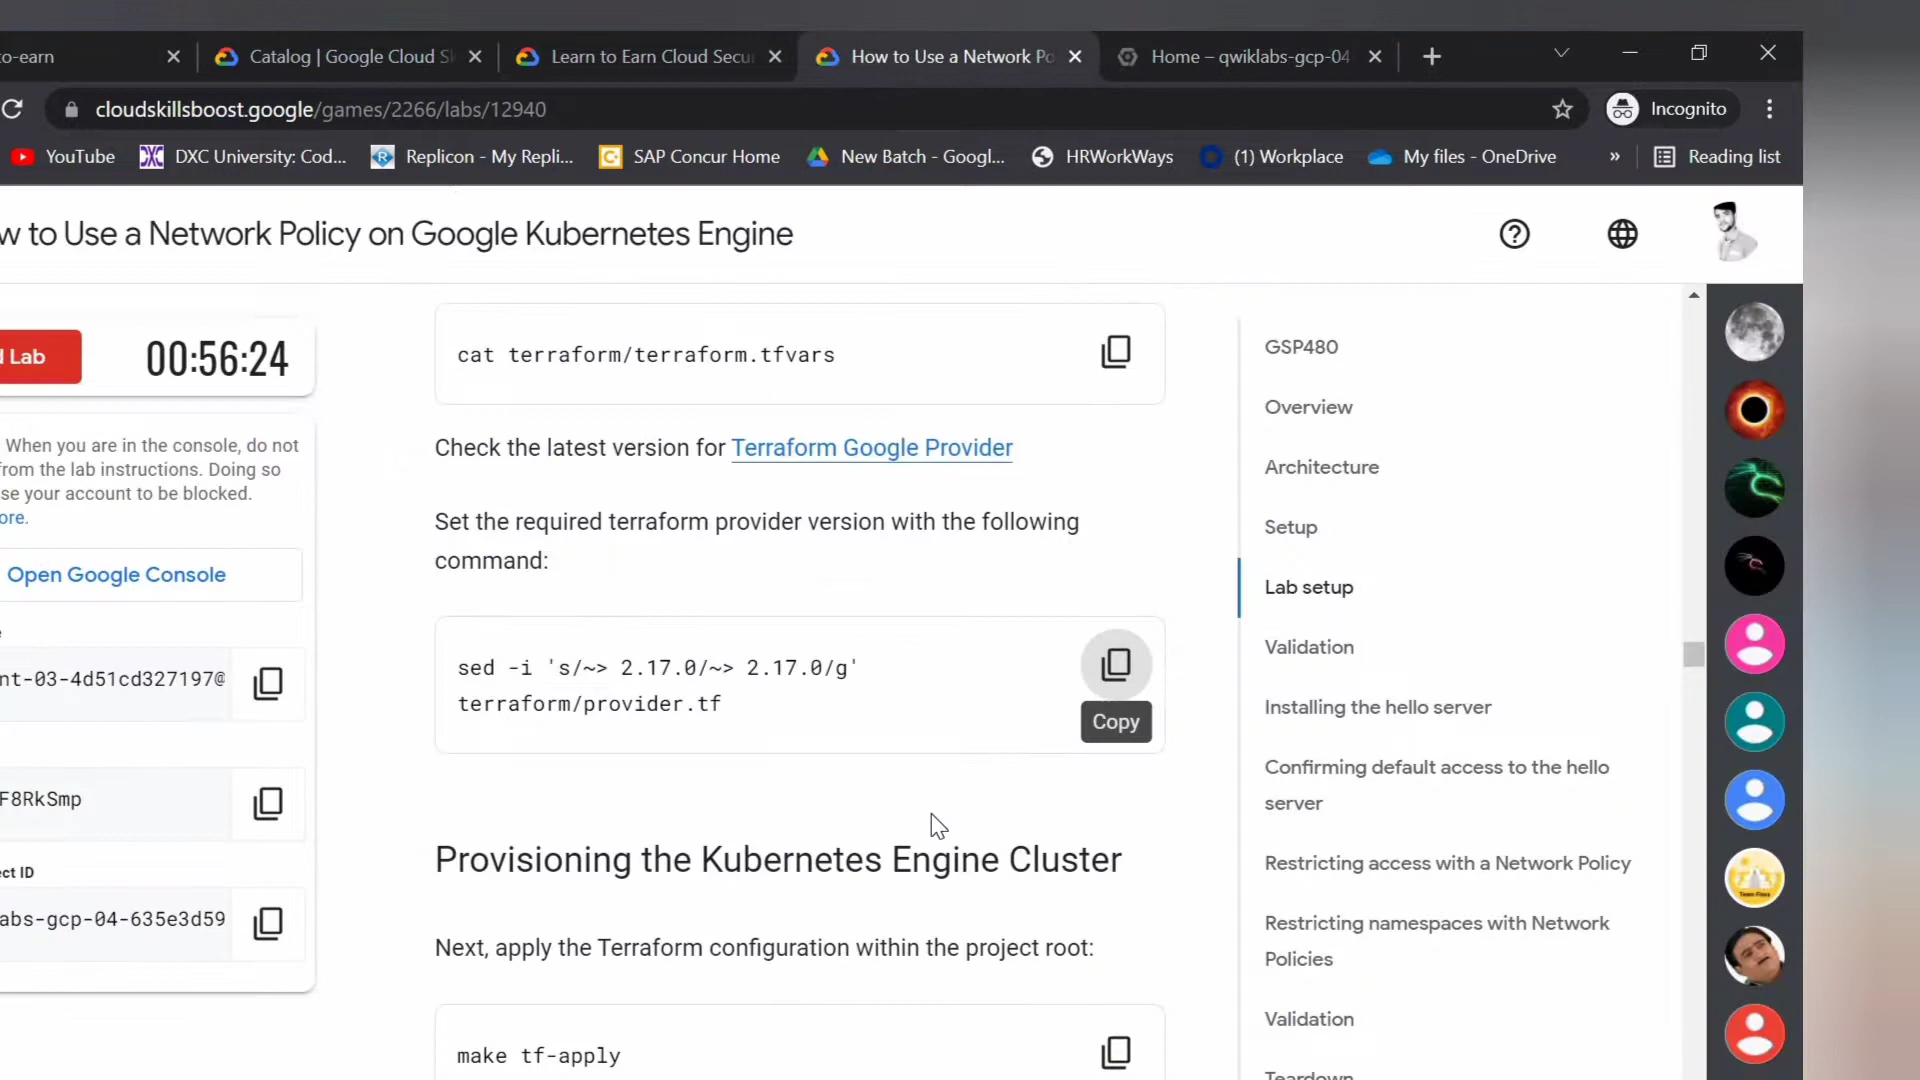 to-earn
Catalog | Google Cloud S
Learn to Earn Cloud Secu
How to Use a Network Po
Home – qwiklabs-gcp-04
cloudskillsboost.google/games/2266/labs/12940
Incognito
YouTube
DXC University: Cod...
Replicon - My Repli...
SAP Concur Home
New Batch - Googl...
HRWorkWays
(1) Workplace
My files - OneDrive
»
Reading list
w to Use a Network Policy on Google Kubernetes Engine
d Lab
00:56:24
When you are in the console, do not
from the lab instructions. Doing so
se your account to be blocked.
ore.
Open Google Console
nt-03-4d51cd327197@
F8RkSmp
ect ID
abs-gcp-04-635e3d59
cat terraform/terraform.tfvars
Check the latest version for Terraform Google Provider
Set the required terraform provider version with the following
command:
sed -i 's/~> 2.17.0/~> 2.17.0/g'
terraform/provider.tf
Copy
Provisioning the Kubernetes Engine Cluster
Next, apply the Terraform configuration within the project root:
make tf-apply
GSP480
Overview
Architecture
Setup
Lab setup
Validation
Installing the hello server
Confirming default access to the hello
server
Restricting access with a Network Policy
Restricting namespaces with Network
Policies
Validation
Teardown